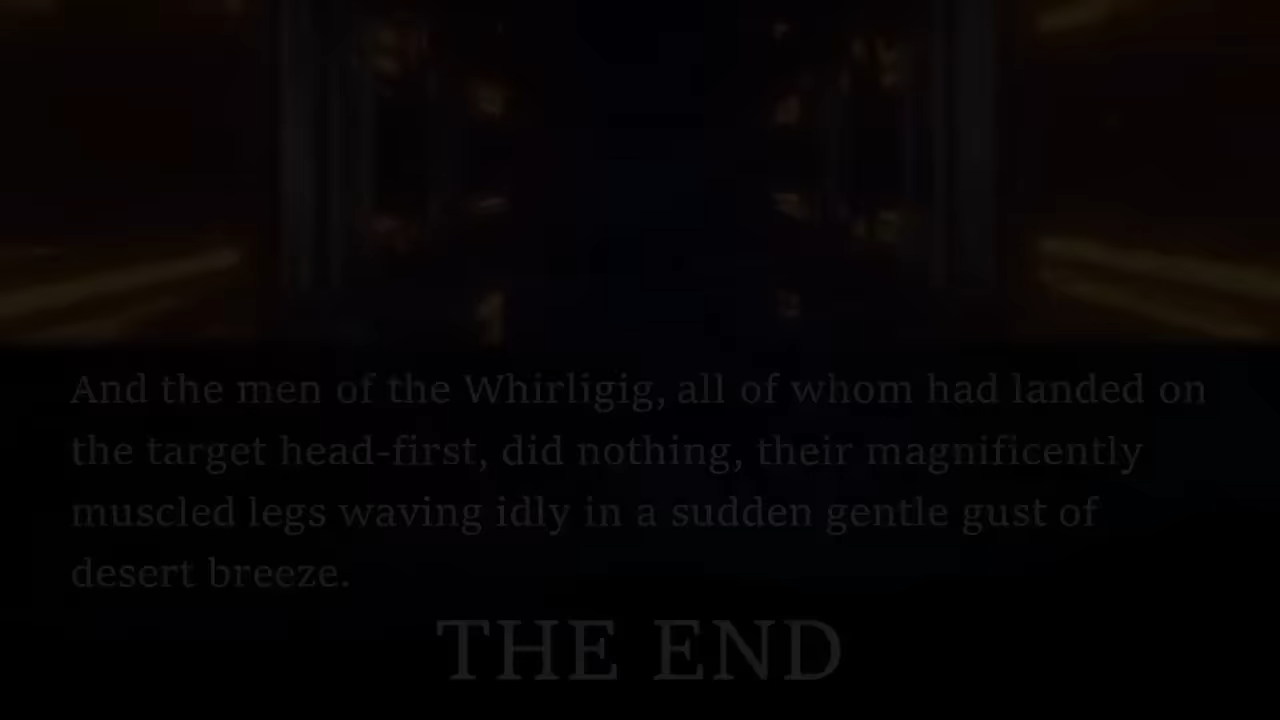 And the men of the Whirligig, all of whom had landed on
the target head-first, did nothing, their magnificently
muscled legs waving idly in a sudden gentle gust of
desert breeze.
THE END